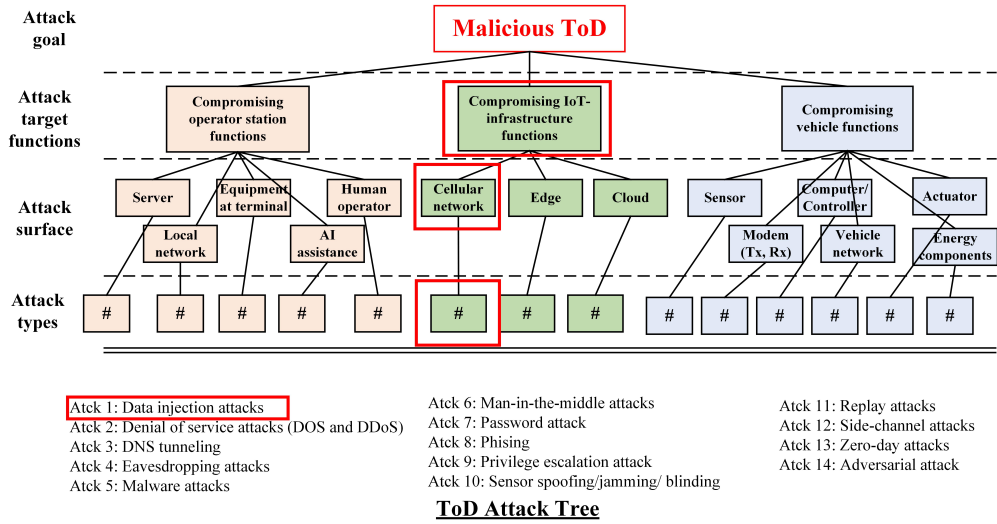 Attack
goal
Malicious ToD
Attack
target
functions
Compromising
operator station
functions
Compromising IoT-
infrastructure
functions
Compromising
vehicle functions
Attack
surface
Server
Equipment
at terminal
Human
operator
Local
network
AI
assistance
Cellular
network
Edge
Cloud
Sensor
Computer/
Controller
Actuator
Modem
(Tx, Rx)
Vehicle
network
Energy
components
Attack
types
# # # # # # # # # # # # # #
Atck 1: Data injection attacks
Atck 2: Denial of service attacks (DOS and DDoS)
Atck 3: DNS tunneling
Atck 4: Eavesdropping attacks
Atck 5: Malware attacks
Atck 6: Man-in-the-middle attacks
Atck 7: Password attack
Atck 8: Phising
Atck 9: Privilege escalation attack
Atck 10: Sensor spoofing/jamming/ blinding
Atck 11: Replay attacks
Atck 12: Side-channel attacks
Atck 13: Zero-day attacks
Atck 14: Adversarial attack
ToD Attack Tree